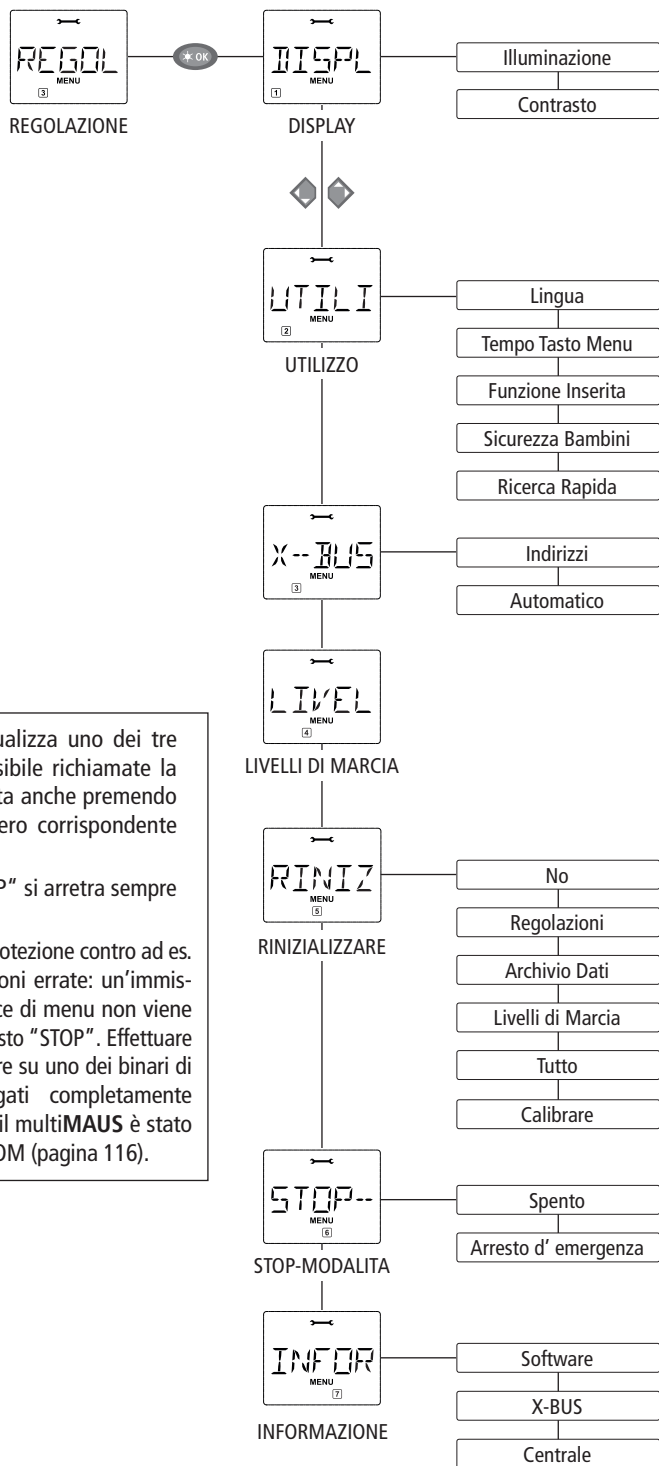 REGOL
MENU
3
REGOLAZIONE
OK
DISPL
MENU
1
DISPLAY
Illuminazione
Contrasto
UTILI
MENU
2
UTILIZZO
Lingua
Tempo Tasto Menu
Funzione Inserita
Sicurezza Bambini
Ricerca Rapida
X--BUS
MENU
3
Indirizzi
Automatico
LIVEL
MENU
4
LIVELLI DI MARCIA
ualizza uno dei tre
sibile richiamate la
ta anche premendo
ero corrispondente
P" si arretra sempre
otezione contro ad es.
oni errate: un'immis-
ce di menu non viene
sto "STOP". Effettuare
re su uno dei binari di
gati completamente
il multiMAUS è stato
OM (pagina 116).
RINIZ
MENU
5
RINIZIALIZZARE
No
Regolazioni
Archivio Dati
Livelli di Marcia
Tutto
Calibrare
STOP--
MENU
6
STOP-MODALITA
Spento
Arresto d' emergenza
INFOR
MENU
7
INFORMAZIONE
Software
X-BUS
Centrale